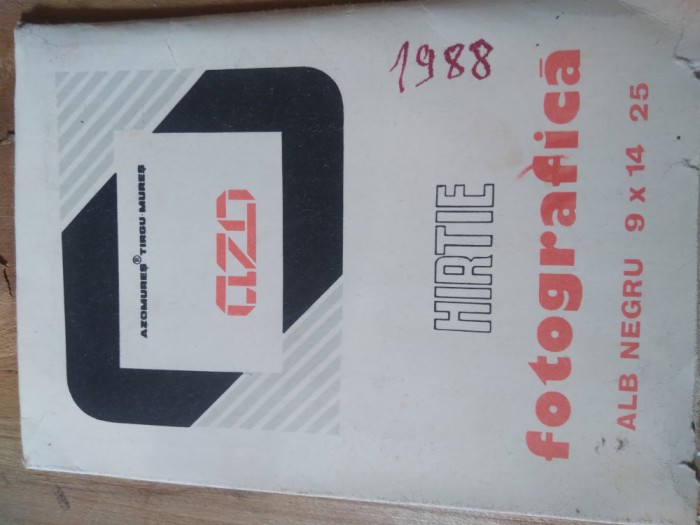 AZOMUREȘ® TIRGU-MUREȘ
azo
HIRTIE
fotografică
ALB NEGRU 9 x 14 25
1988